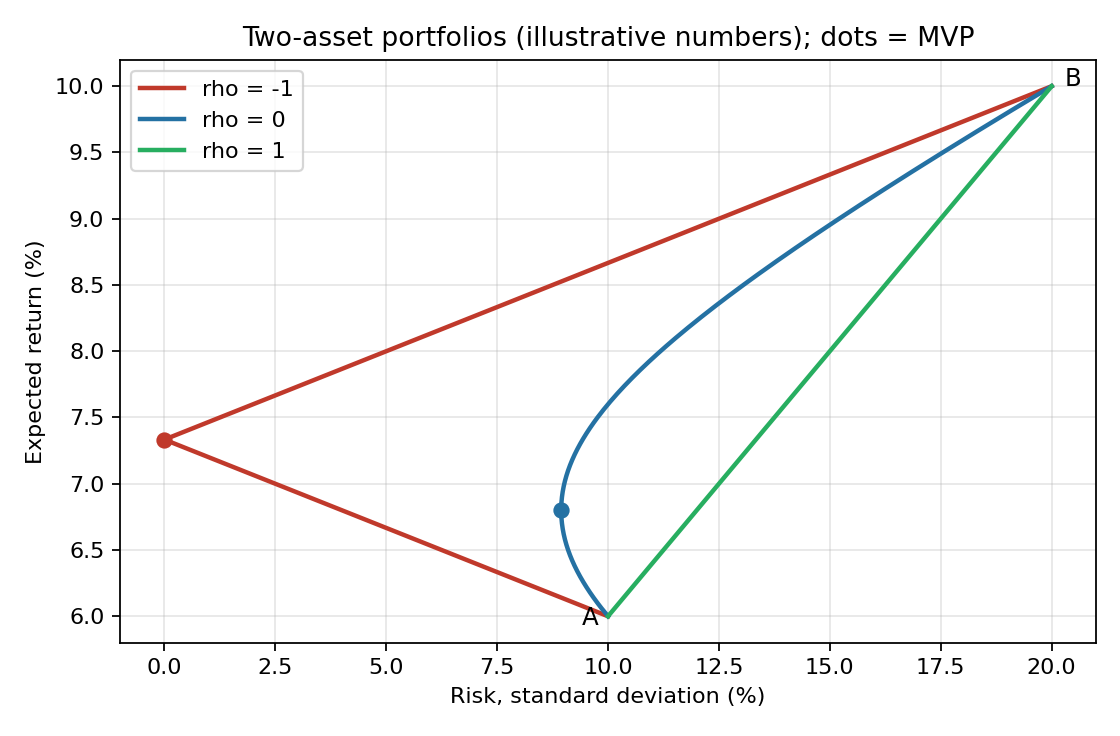 Two-asset portfolios (illustrative numbers); dots = MVP
rho = -1
rho = 0
rho = 1
B
A
Expected return (%)
10.0
9.5
9.0
8.5
8.0
7.5
7.0
6.5
6.0
0.0 2.5 5.0 7.5 10.0 12.5 15.0 17.5 20.0
Risk, standard deviation (%)